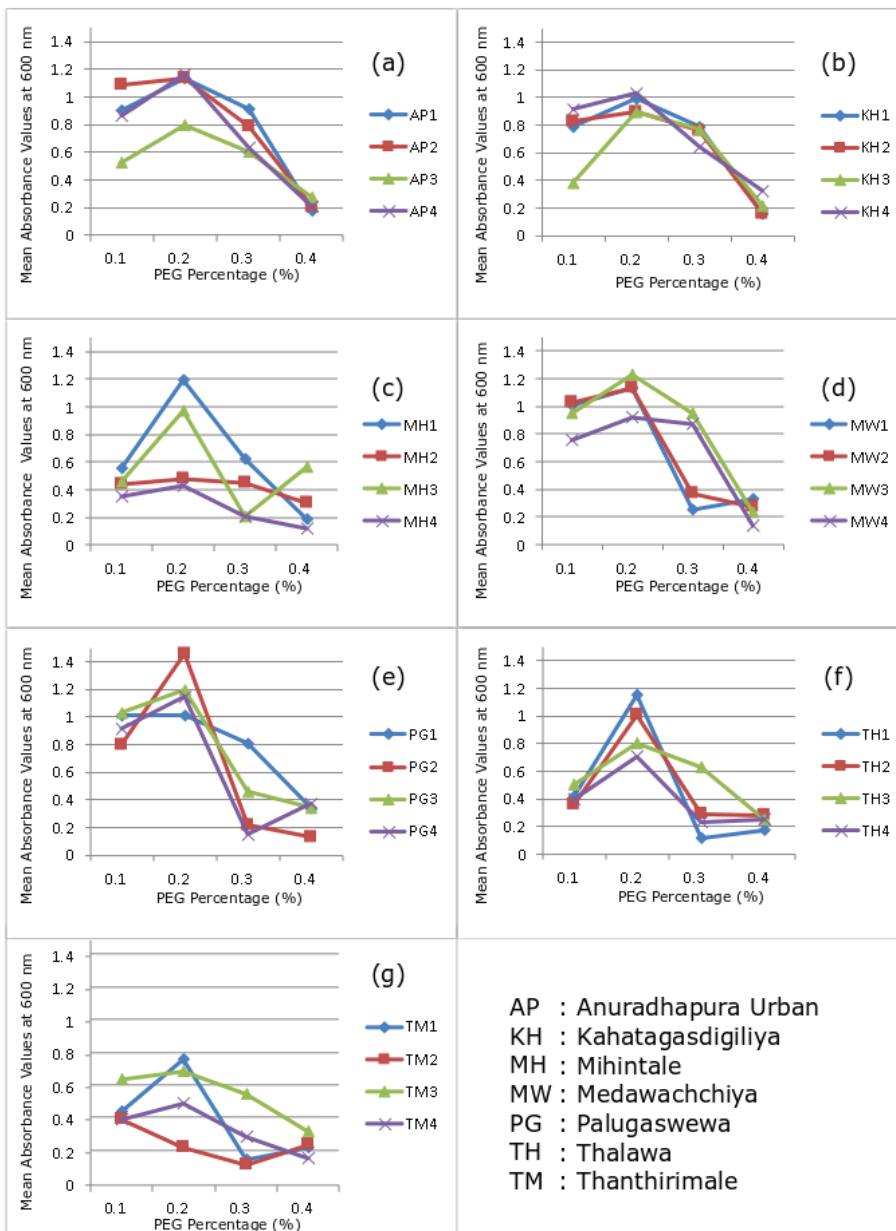 Mean Absorbance Values at 600 nm
1.4
1.2
1
0.8
0.6
0.4
0.2
0
0.1 0.2 0.3 0.4
PEG Percentage (%)
(a)
AP1
AP2
AP3
AP4
Mean Absorbance Values at 600 nm
1.4
1.2
1
0.8
0.6
0.4
0.2
0
0.1 0.2 0.3 0.4
PEG Percentage (%)
(b)
KH1
KH2
KH3
KH4
Mean Absorbance Values at 600 nm
1.4
1.2
1
0.8
0.6
0.4
0.2
0
0.1 0.2 0.3 0.4
PEG Percentage (%)
(c)
MH1
MH2
MH3
MH4
Mean Absorbance Values at 600 nm
1.4
1.2
1
0.8
0.6
0.4
0.2
0
0.1 0.2 0.3 0.4
PEG Percentage (%)
(d)
MW1
MW2
MW3
MW4
Mean Absorbance Values at 600 nm
1.4
1.2
1
0.8
0.6
0.4
0.2
0
0.1 0.2 0.3 0.4
PEG Percentage (%)
(e)
PG1
PG2
PG3
PG4
Mean Absorbance Values at 600 nm
1.4
1.2
1
0.8
0.6
0.4
0.2
0
0.1 0.2 0.3 0.4
PEG Percentage (%)
(f)
TH1
TH2
TH3
TH4
Mean Absorbance Values at 600 nm
1.4
1.2
1
0.8
0.6
0.4
0.2
0
0.1 0.2 0.3 0.4
PEG Percentage (%)
(g)
TM1
TM2
TM3
TM4
AP : Anuradhapura Urban
KH : Kahatagasdigiliya
MH : Mihintale
MW : Medawachchiya
PG : Palugaswewa
TH : Thalawa
TM : Thanthirimale